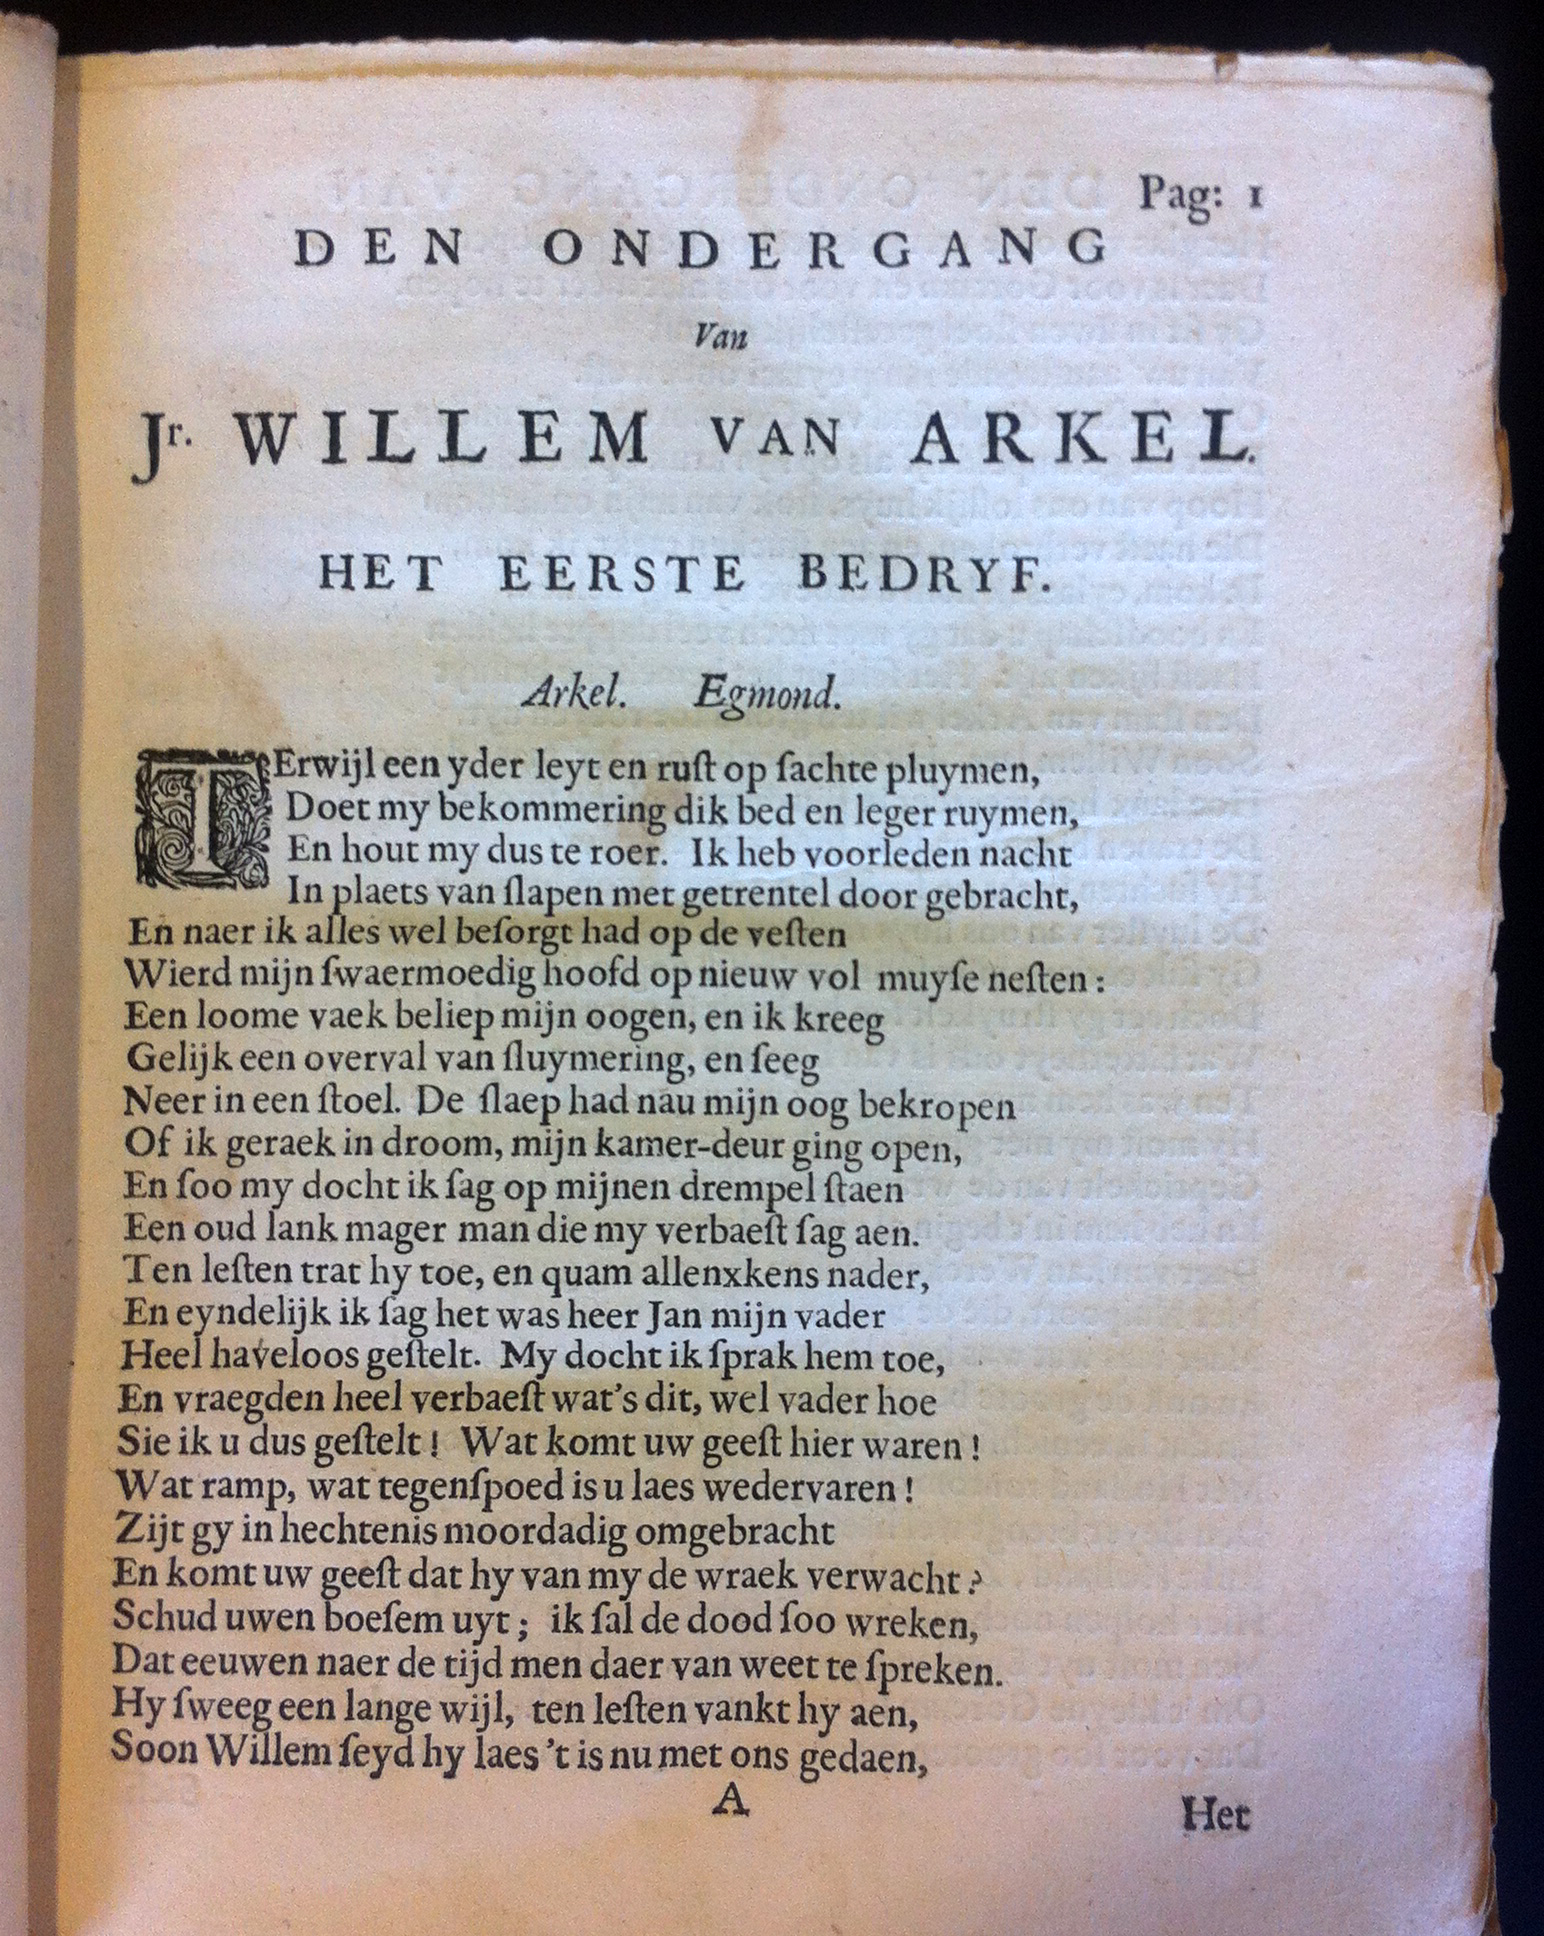 Pag: 1
DEN ONDERGANG
Van
Jr. WILLEM VAN ARKEL.
HET EERSTE BEDRYF.
Arkel. Egmond.
TErwijl een yder leyt en ruſt op ſachte pluymen,
Doet my bekommering dik bed en leger ruymen,
En hout my dus te roer. Ik heb voorleden nacht
In plaets van ſlapen met getrentel door gebracht,
En naer ik alles wel beſorgt had op de veſten
Wierd mijn ſwaermoedig hoofd op nieuw vol muyſe neſten :
Een loome vaek beliep mijn oogen, en ik kreeg
Gelijk een overval van ſluymering, en ſeeg
Neer in een ſtoel. De ſlaep had nau mijn oog bekropen
Of ik geraek in droom, mijn kamer-deur ging open,
En ſoo my docht ik ſag op mijnen drempel ſtaen
Een oud lank mager man die my verbaeſt ſag aen.
Ten leſten trat hy toe, en quam allenxkens nader,
En eyndelijk ik ſag het was heer Jan mijn vader
Heel haveloos geſtelt. My docht ik ſprak hem toe,
En vraegden heel verbaeſt wat's dit, wel vader hoe
Sie ik u dus geſtelt ! Wat komt uw geeſt hier waren !
Wat ramp, wat tegenſpoed is u laes wedervaren !
Zijt gy in hechtenis moordadig omgebracht
En komt uw geeſt dat hy van my de wraek verwacht ?
Schud uwen boeſem uyt ; ik ſal de dood ſoo wreken,
Dat eeuwen naer de tijd men daer van weet te ſpreken.
Hy ſweeg een lange wijl, ten leſten vankt hy aen,
Soon Willem ſeyd hy laes 't is nu met ons gedaen,
A
Het